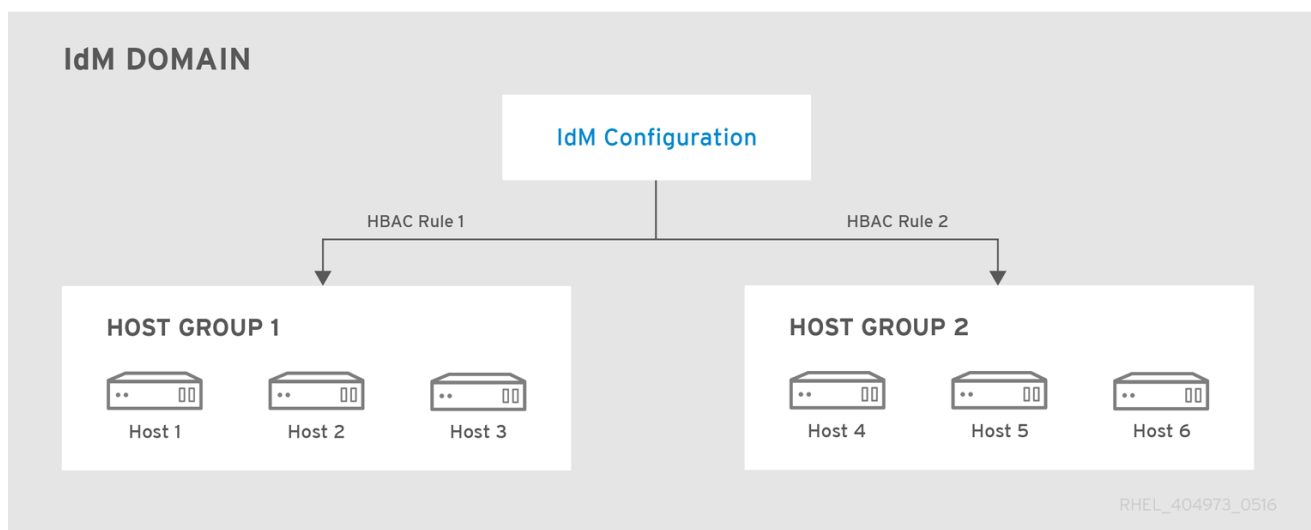 IdM DOMAIN
IdM Configuration
HBAC Rule 1
HBAC Rule 2
HOST GROUP 1
Host 1
Host 2
Host 3
HOST GROUP 2
Host 4
Host 5
Host 6
RHEL_404973_0516